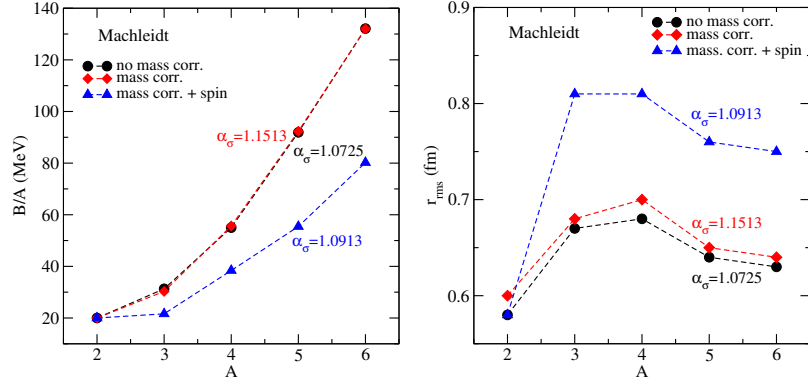 Machleidt
no mass corr.
mass corr.
mass corr. + spin
α_σ=1.1513
α_σ=1.0725
α_σ=1.0913
B/A (MeV)
140
120
100
80
60
40
20
2 3 4 5 6
A
Machleidt
no mass corr.
mass corr.
mass. corr. + spin
α_σ=1.0913
α_σ=1.1513
α_σ=1.0725
r_rms (fm)
0.9
0.8
0.7
0.6
2 3 4 5 6
A